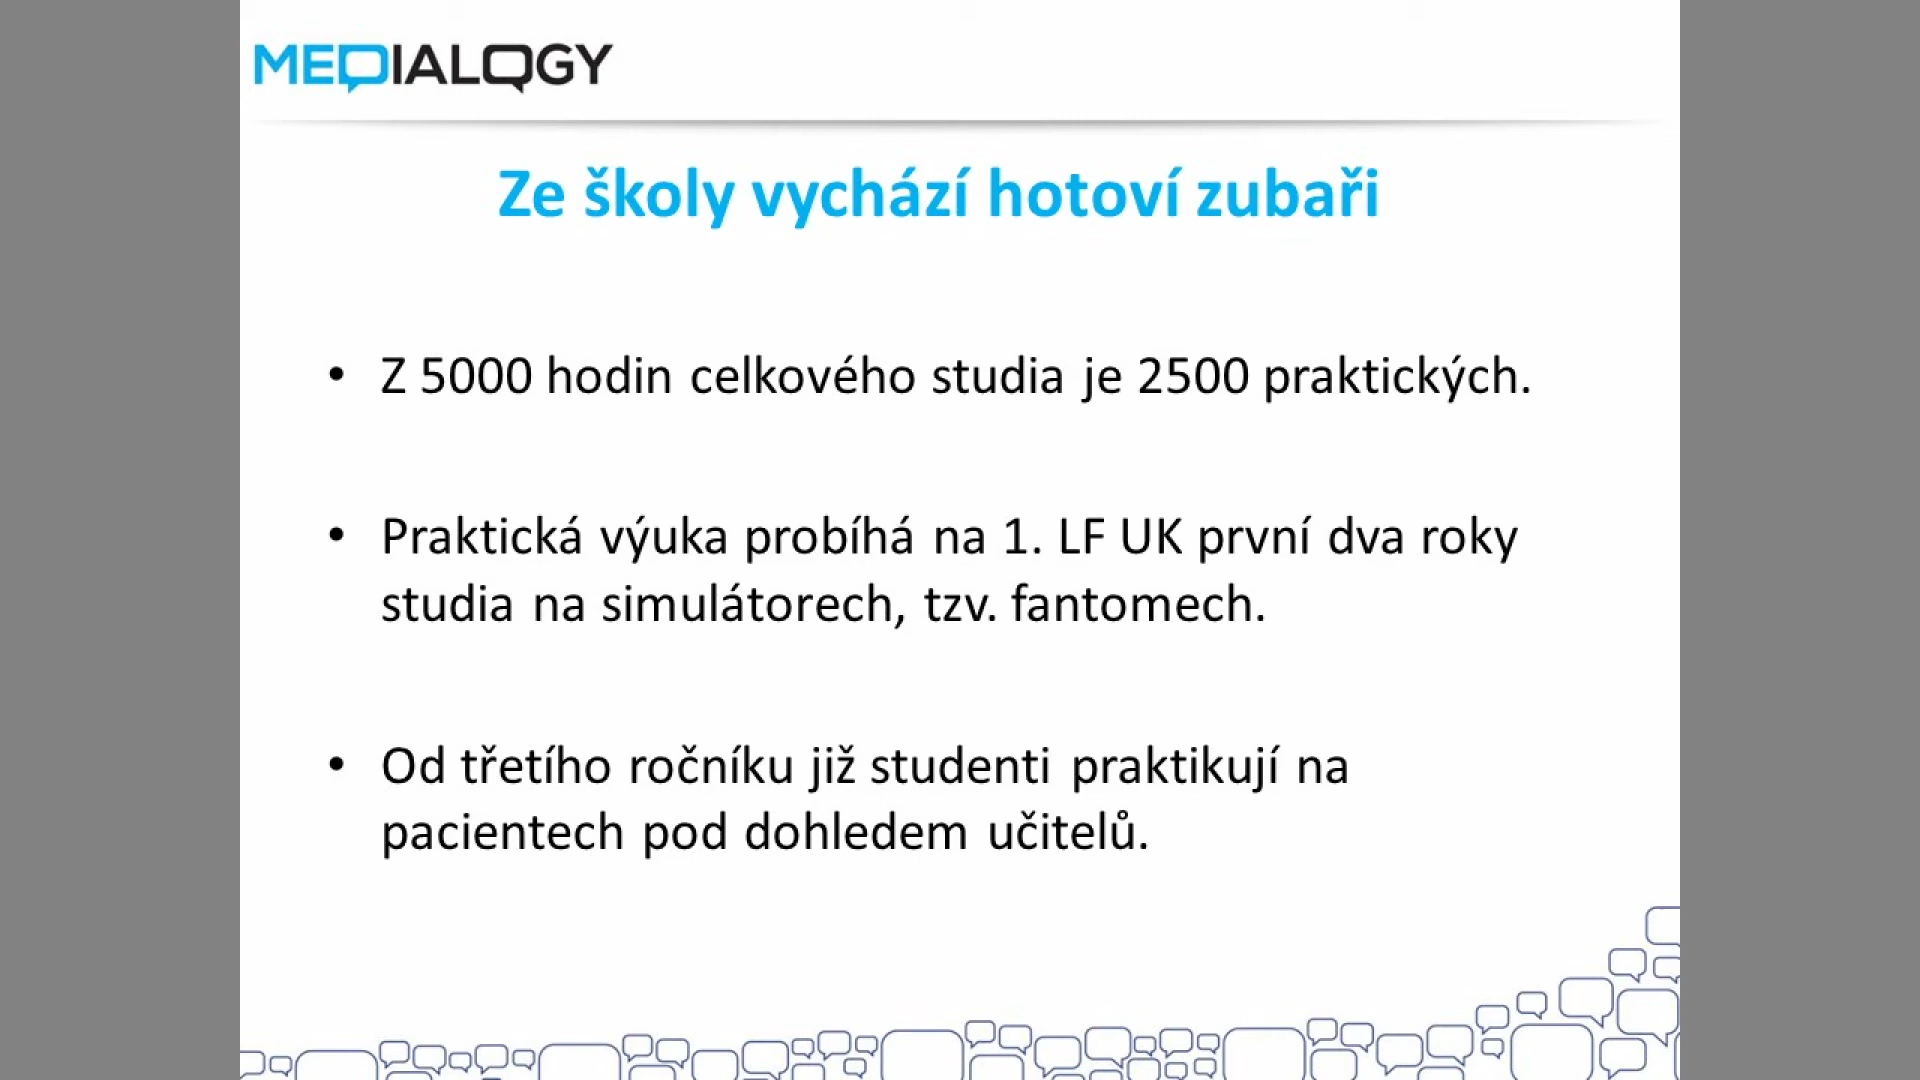 MEDIALOGY
Ze školy vychází hotoví zubaři
• Z 5000 hodin celkového studia je 2500 praktických.
• Praktická výuka probíhá na 1. LF UK první dva roky
studia na simulátorech, tzv. fantomech.
• Od třetího ročníku již studenti praktikují na
pacientech pod dohledem učitelů.